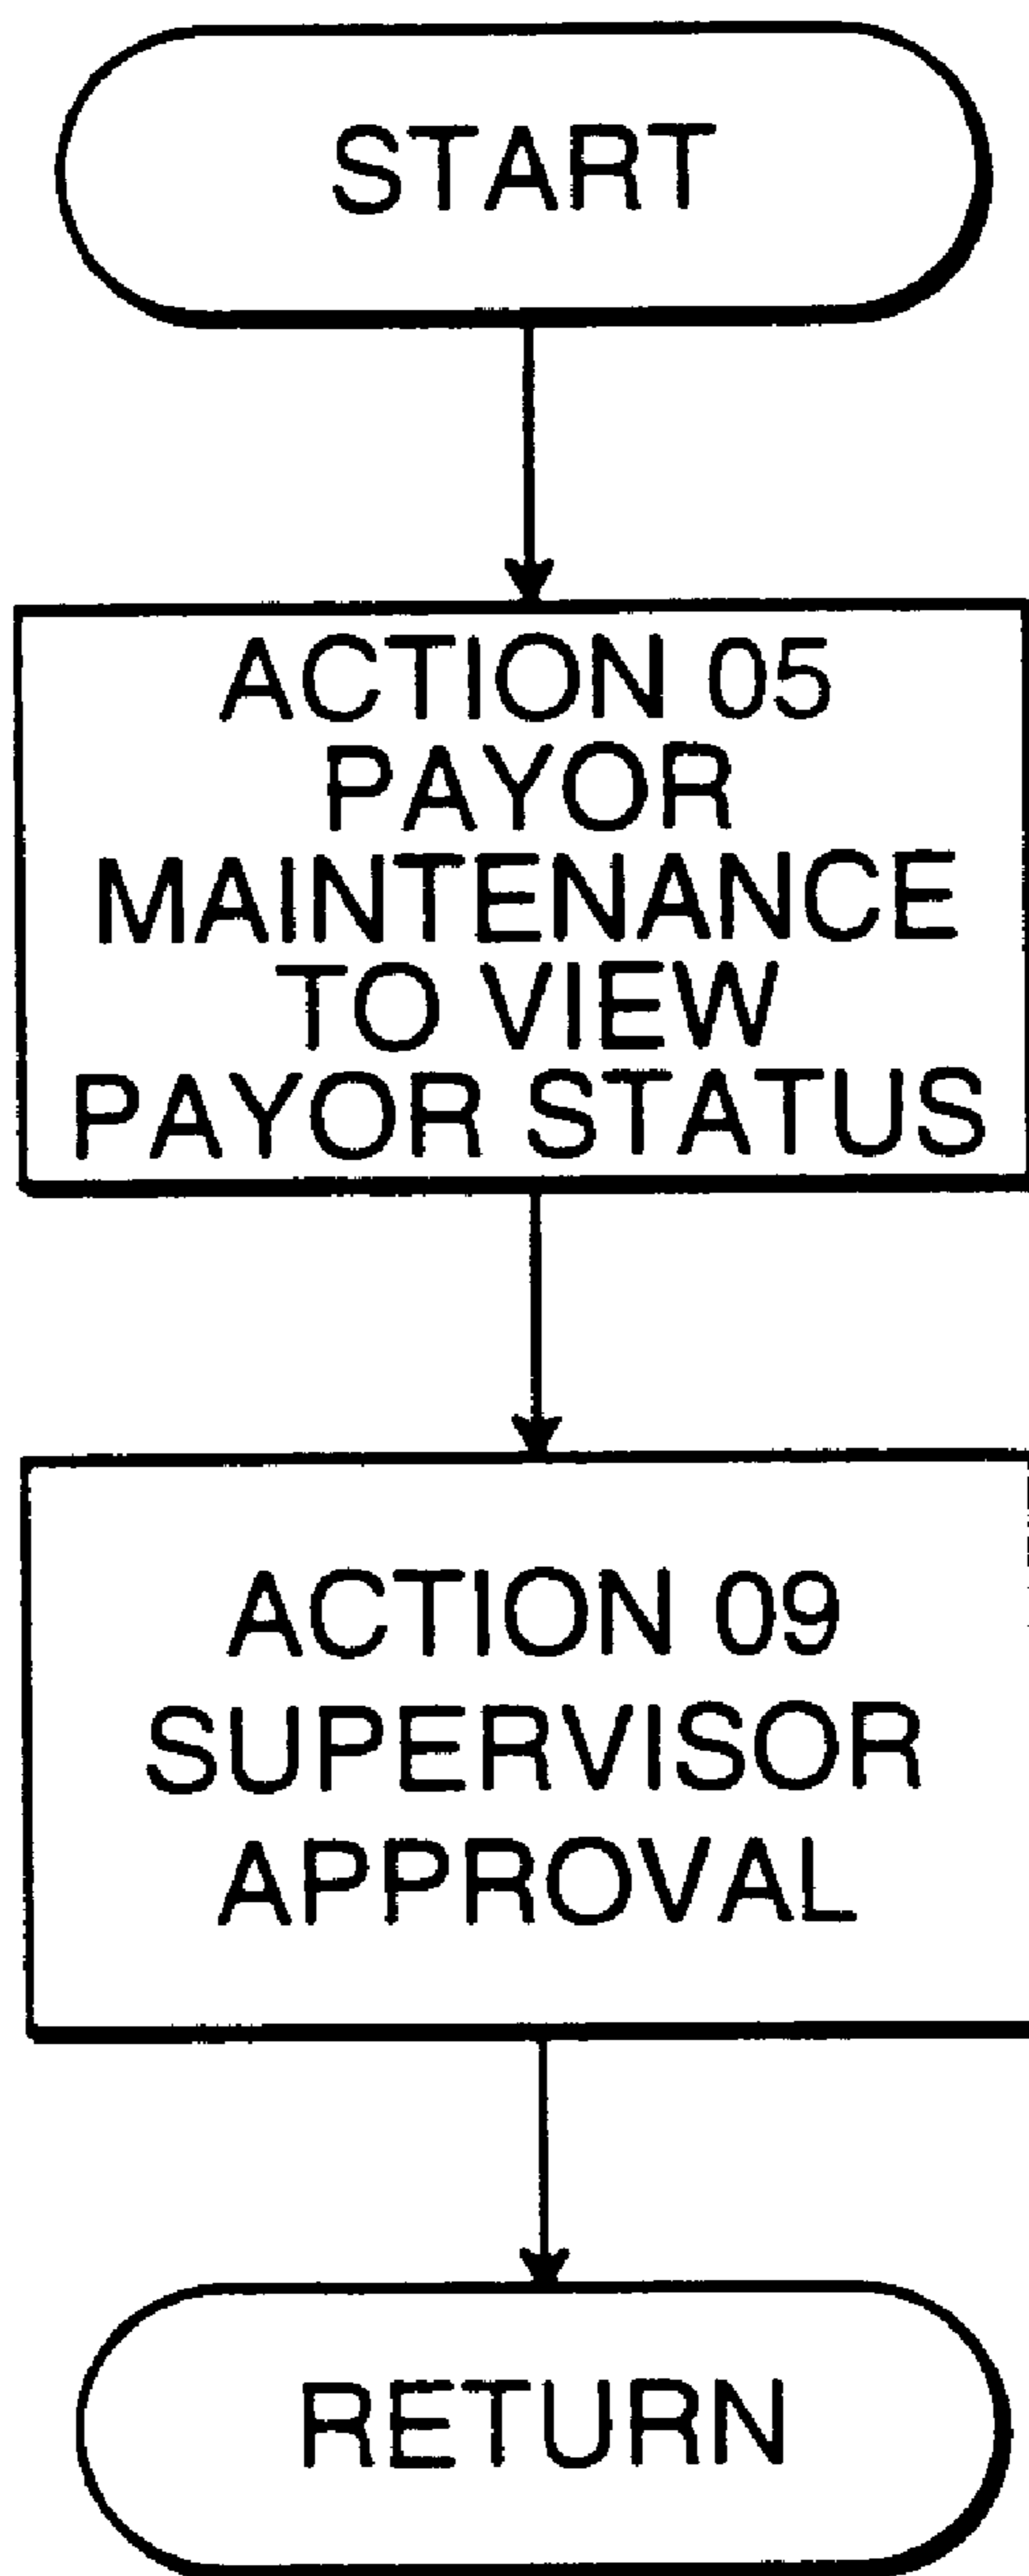 START
ACTION 05
PAYOR
MAINTENANCE
TO VIEW
PAYOR STATUS
ACTION 09
SUPERVISOR
APPROVAL
RETURN